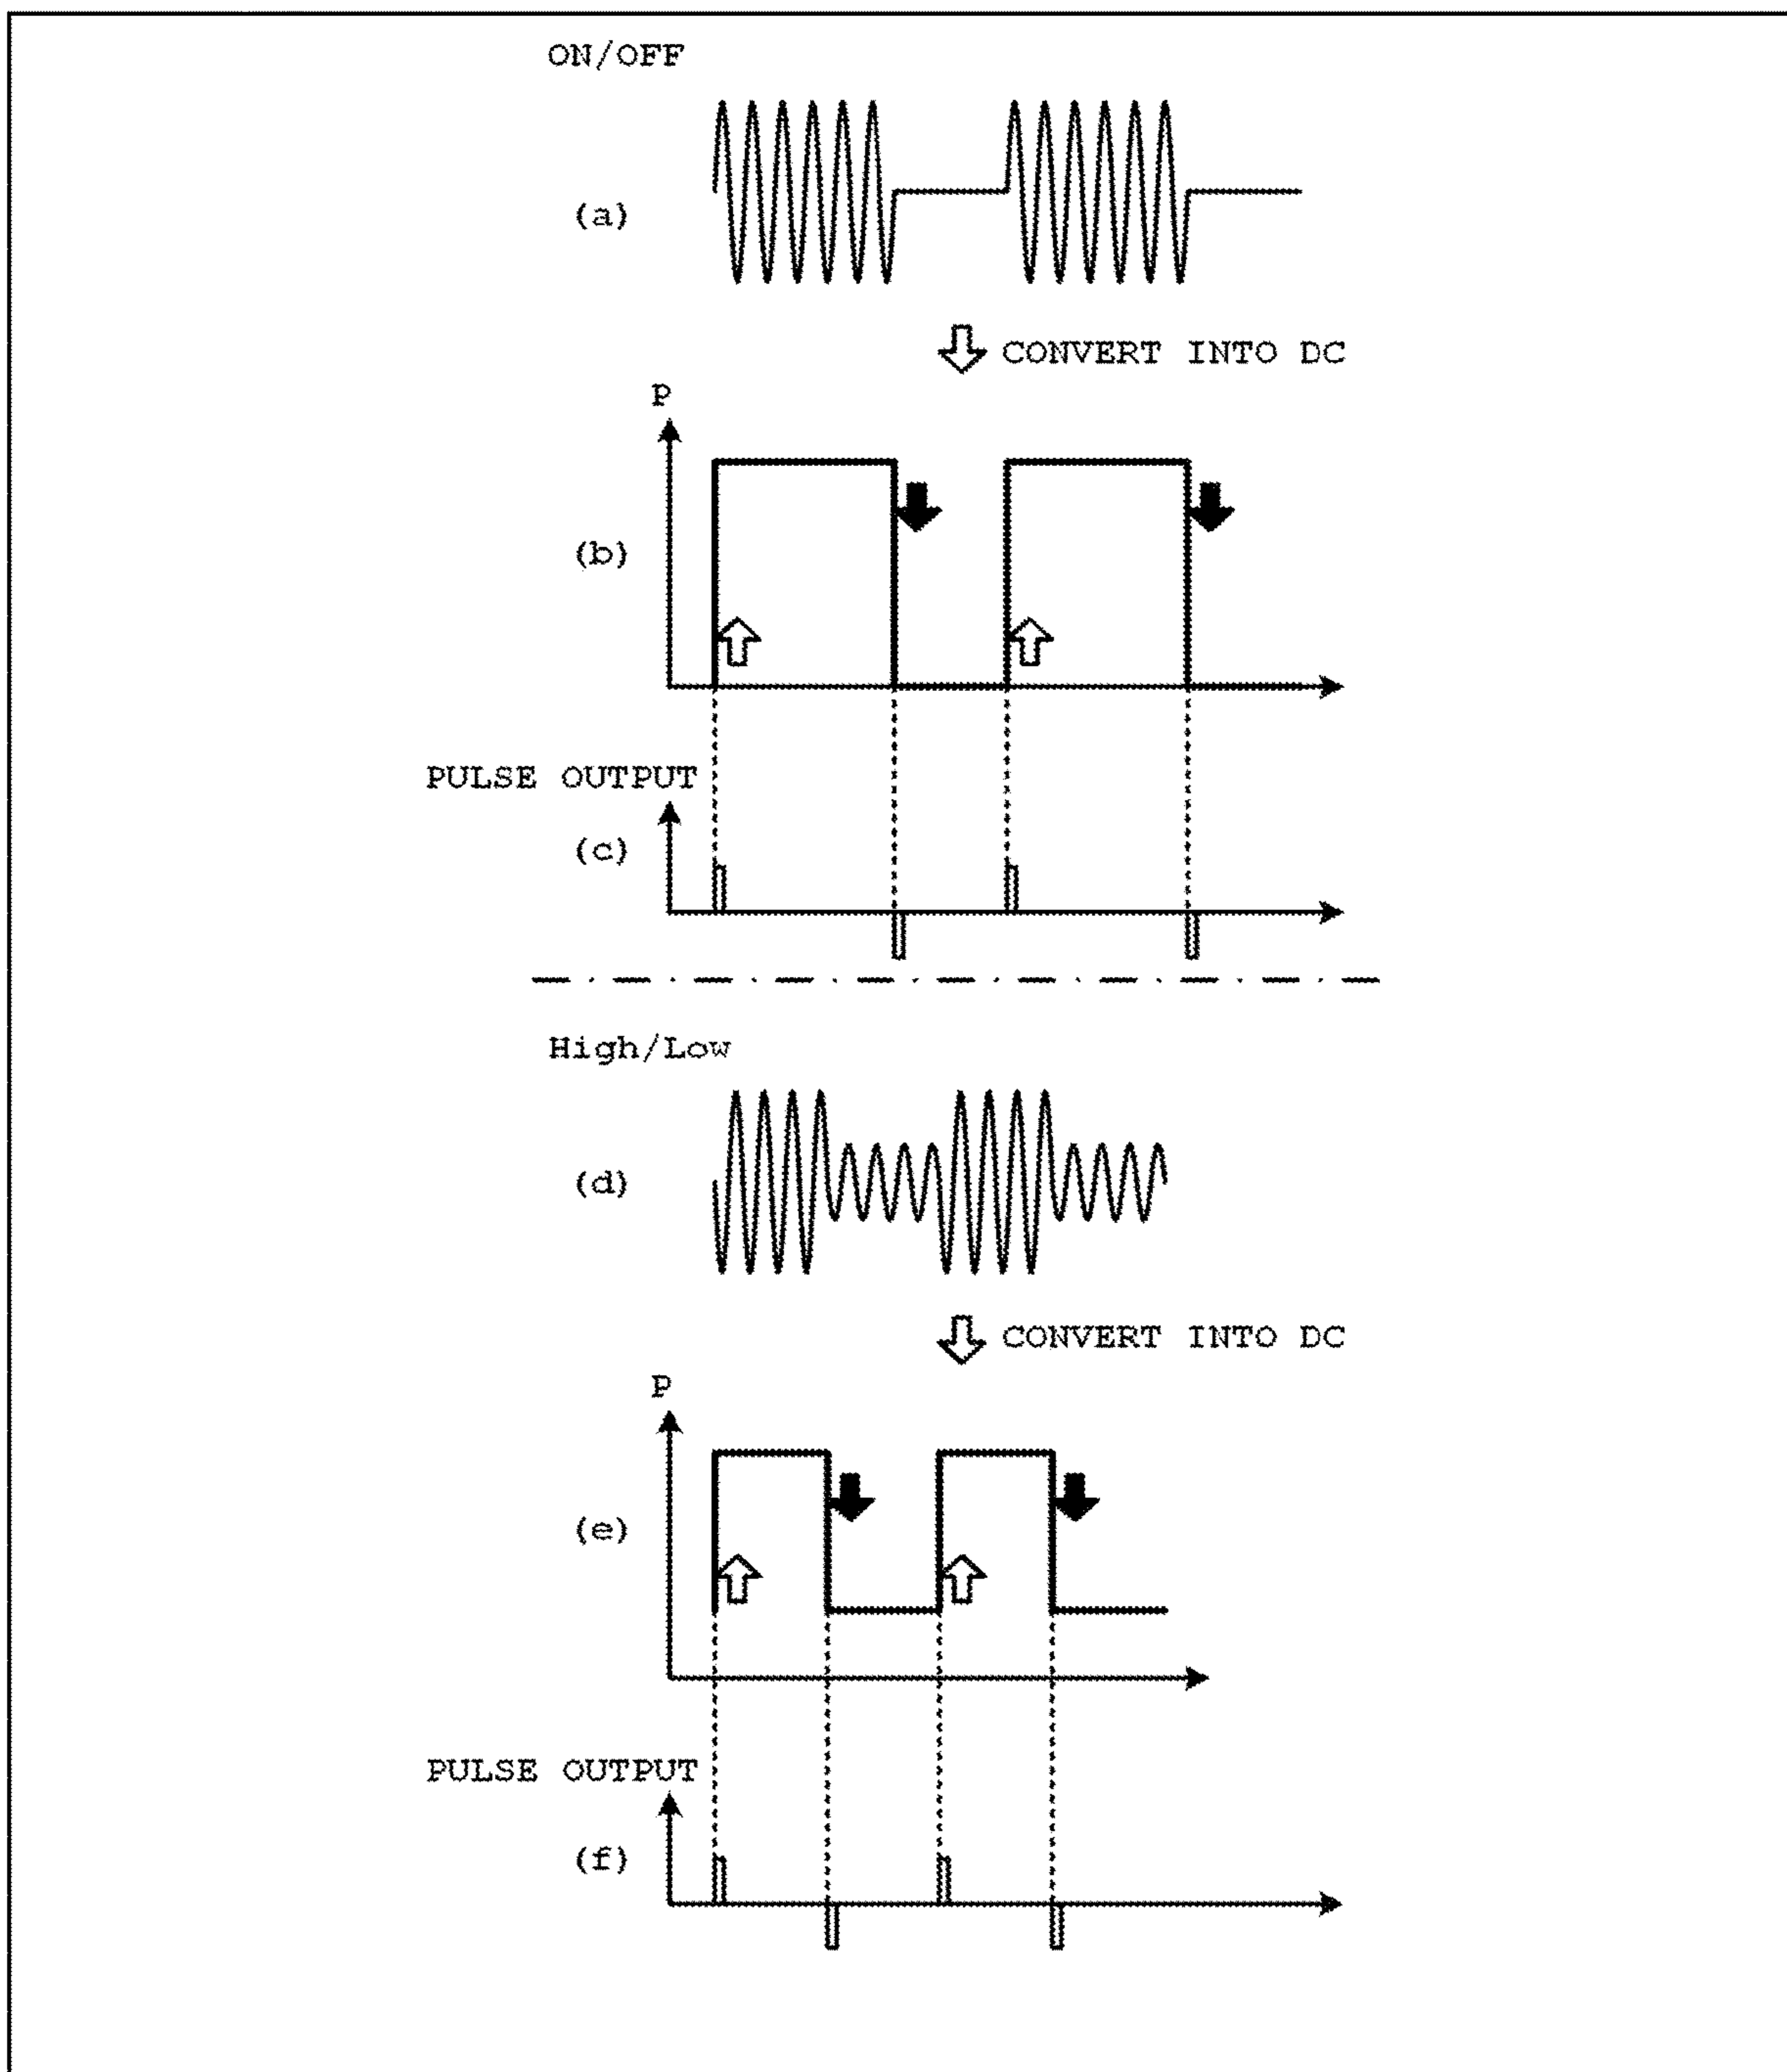 ON/OFF
(a)
CONVERT INTO DC
P
(b)
PULSE OUTPUT
(c)
High/Low
(d)
CONVERT INTO DC
P
(e)
PULSE OUTPUT
(f)